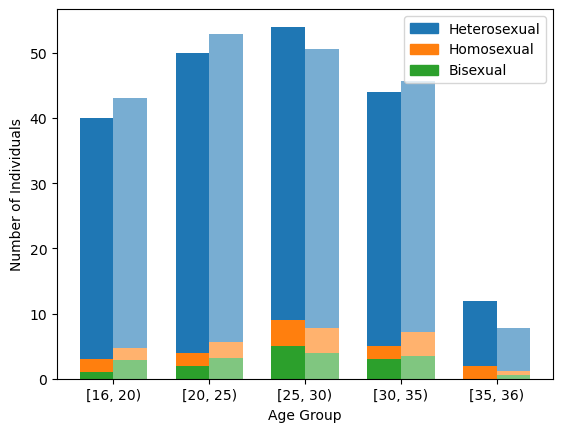 Heterosexual
Homosexual
Bisexual
50
40
30
20
10
0
Number of Individuals
[16, 20)
[20, 25)
[25, 30)
[30, 35)
[35, 36)
Age Group